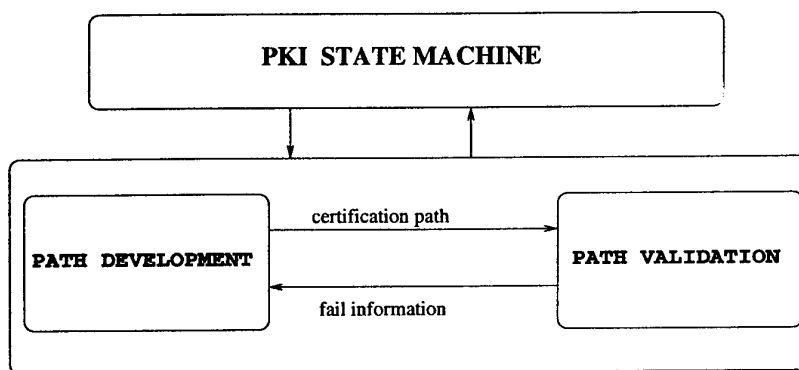 PKI STATE MACHINE
certification path
PATH DEVELOPMENT
PATH VALIDATION
fail information